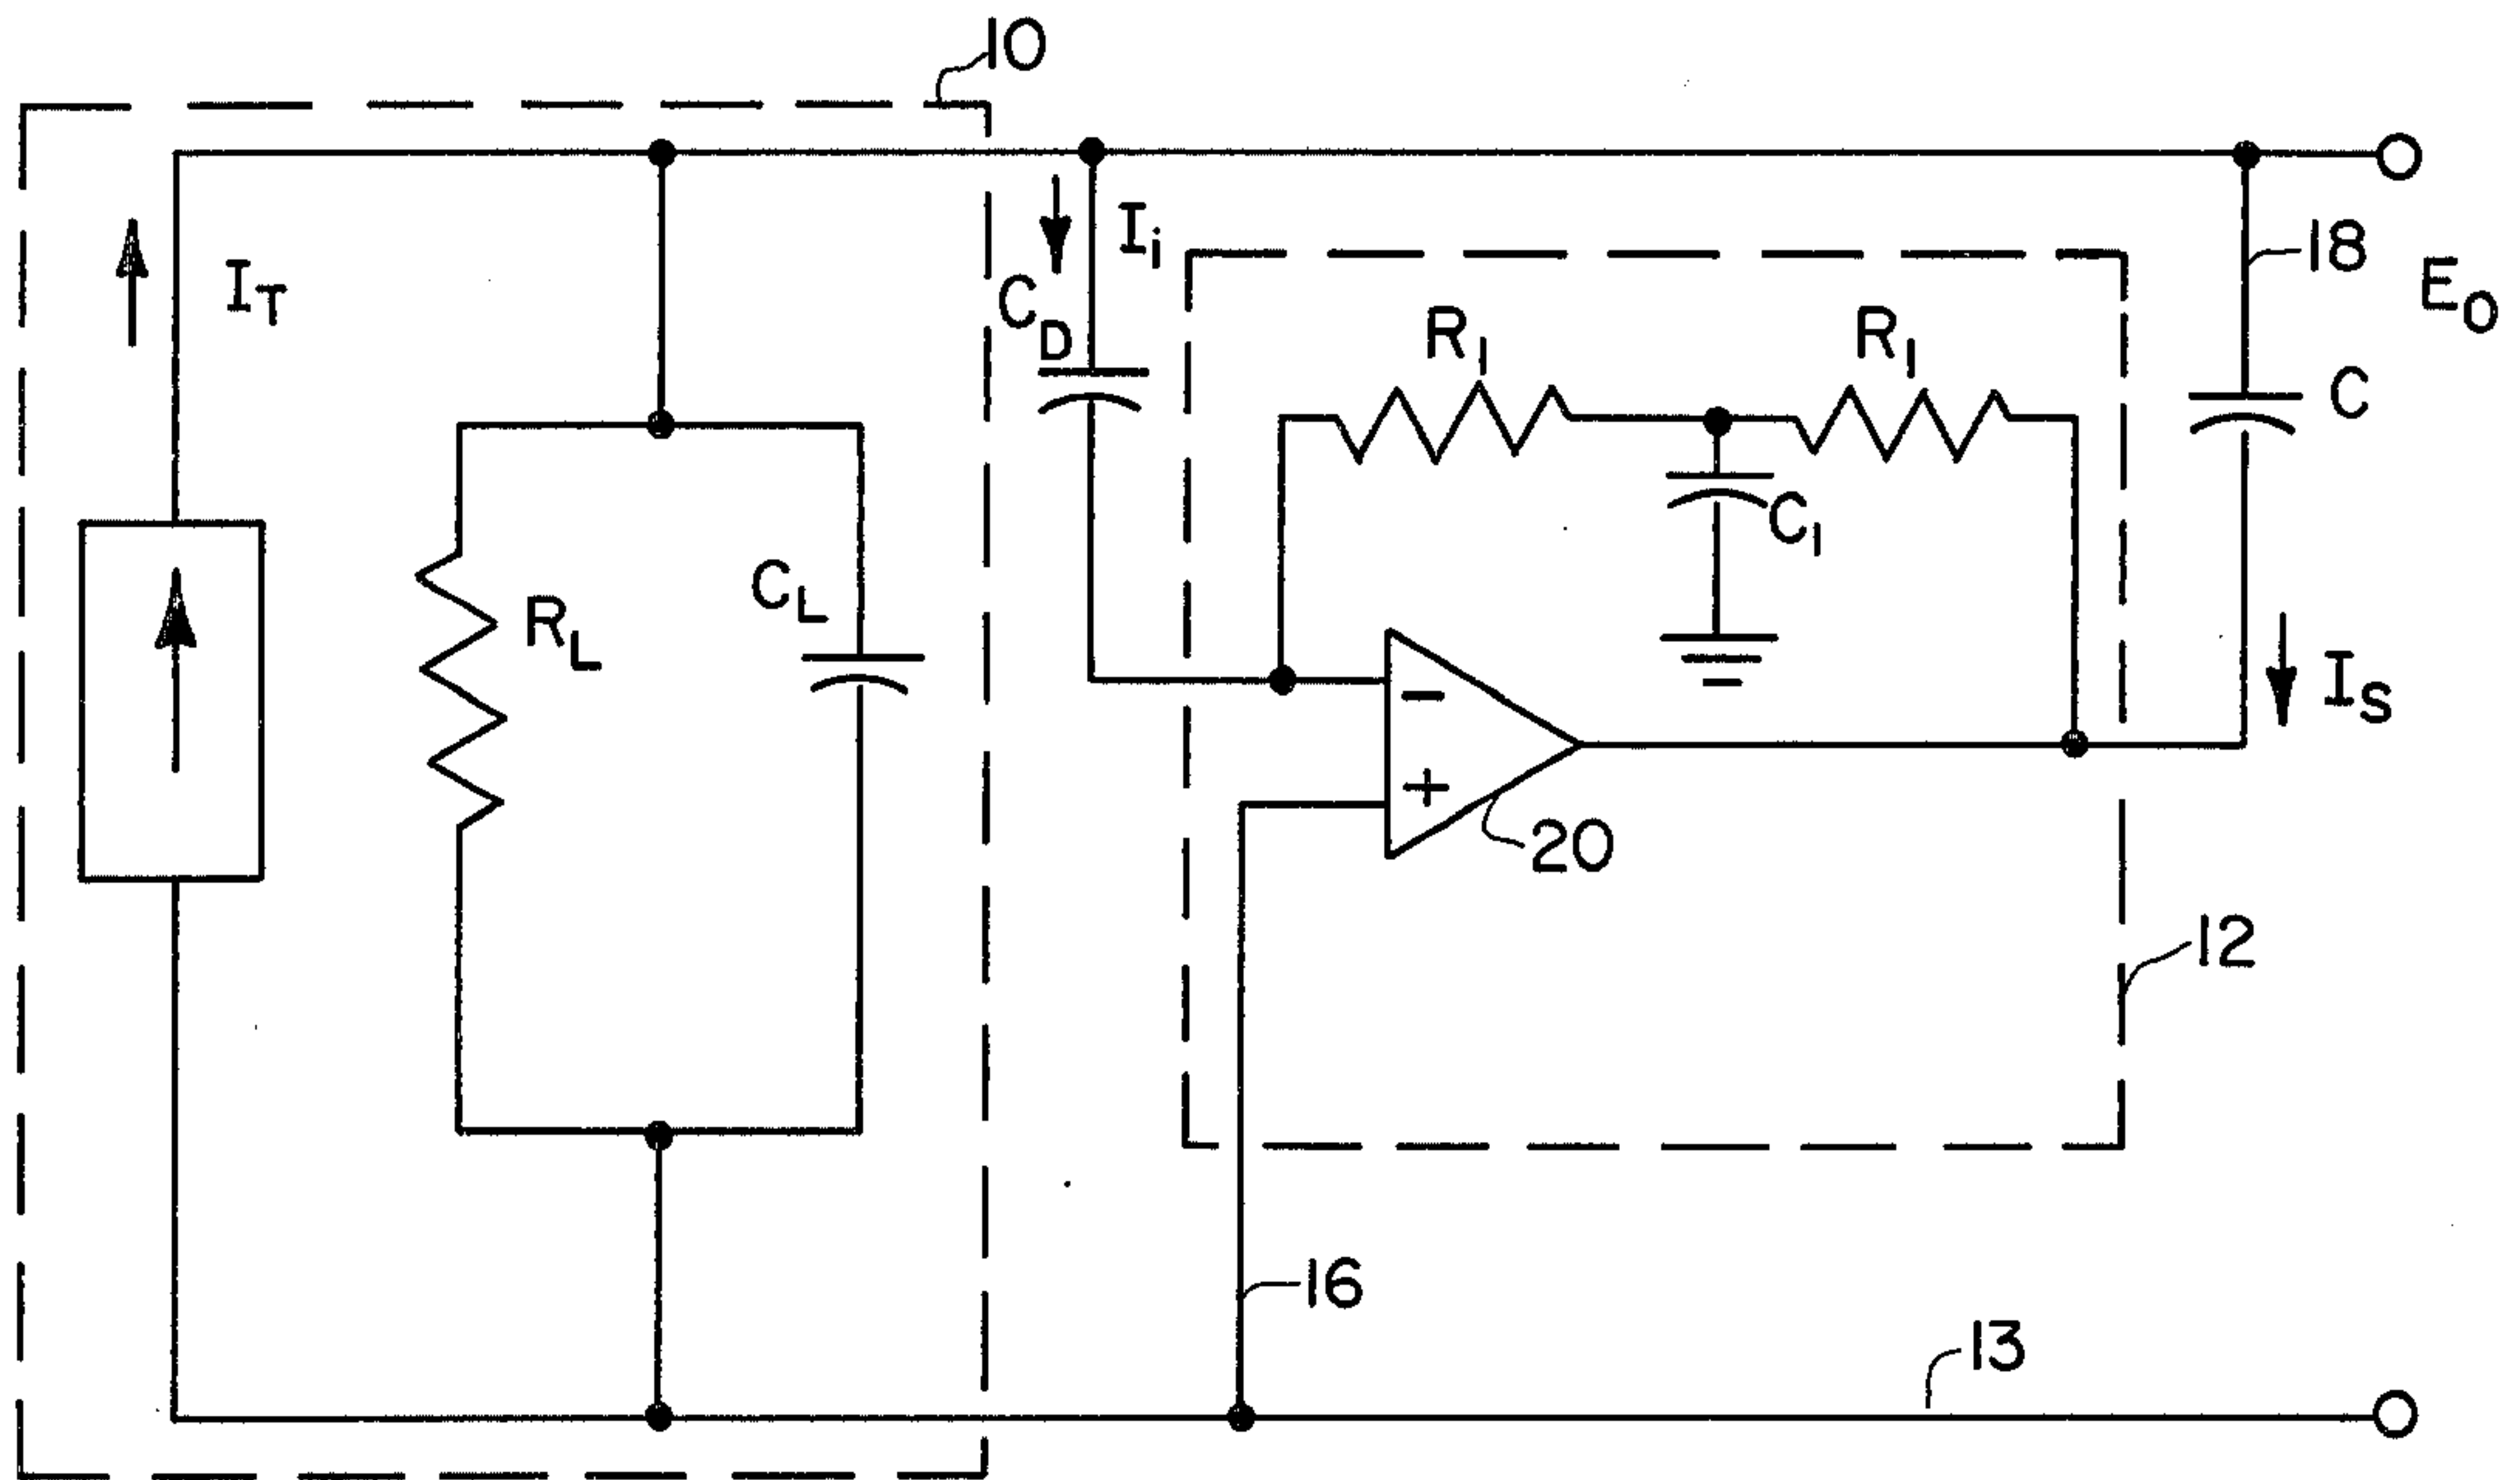 10
I_T
I_i
C_D
R_1
R_1
18
E_O
C
C_1
C_L
R_L
I_S
−
+
20
12
16
13